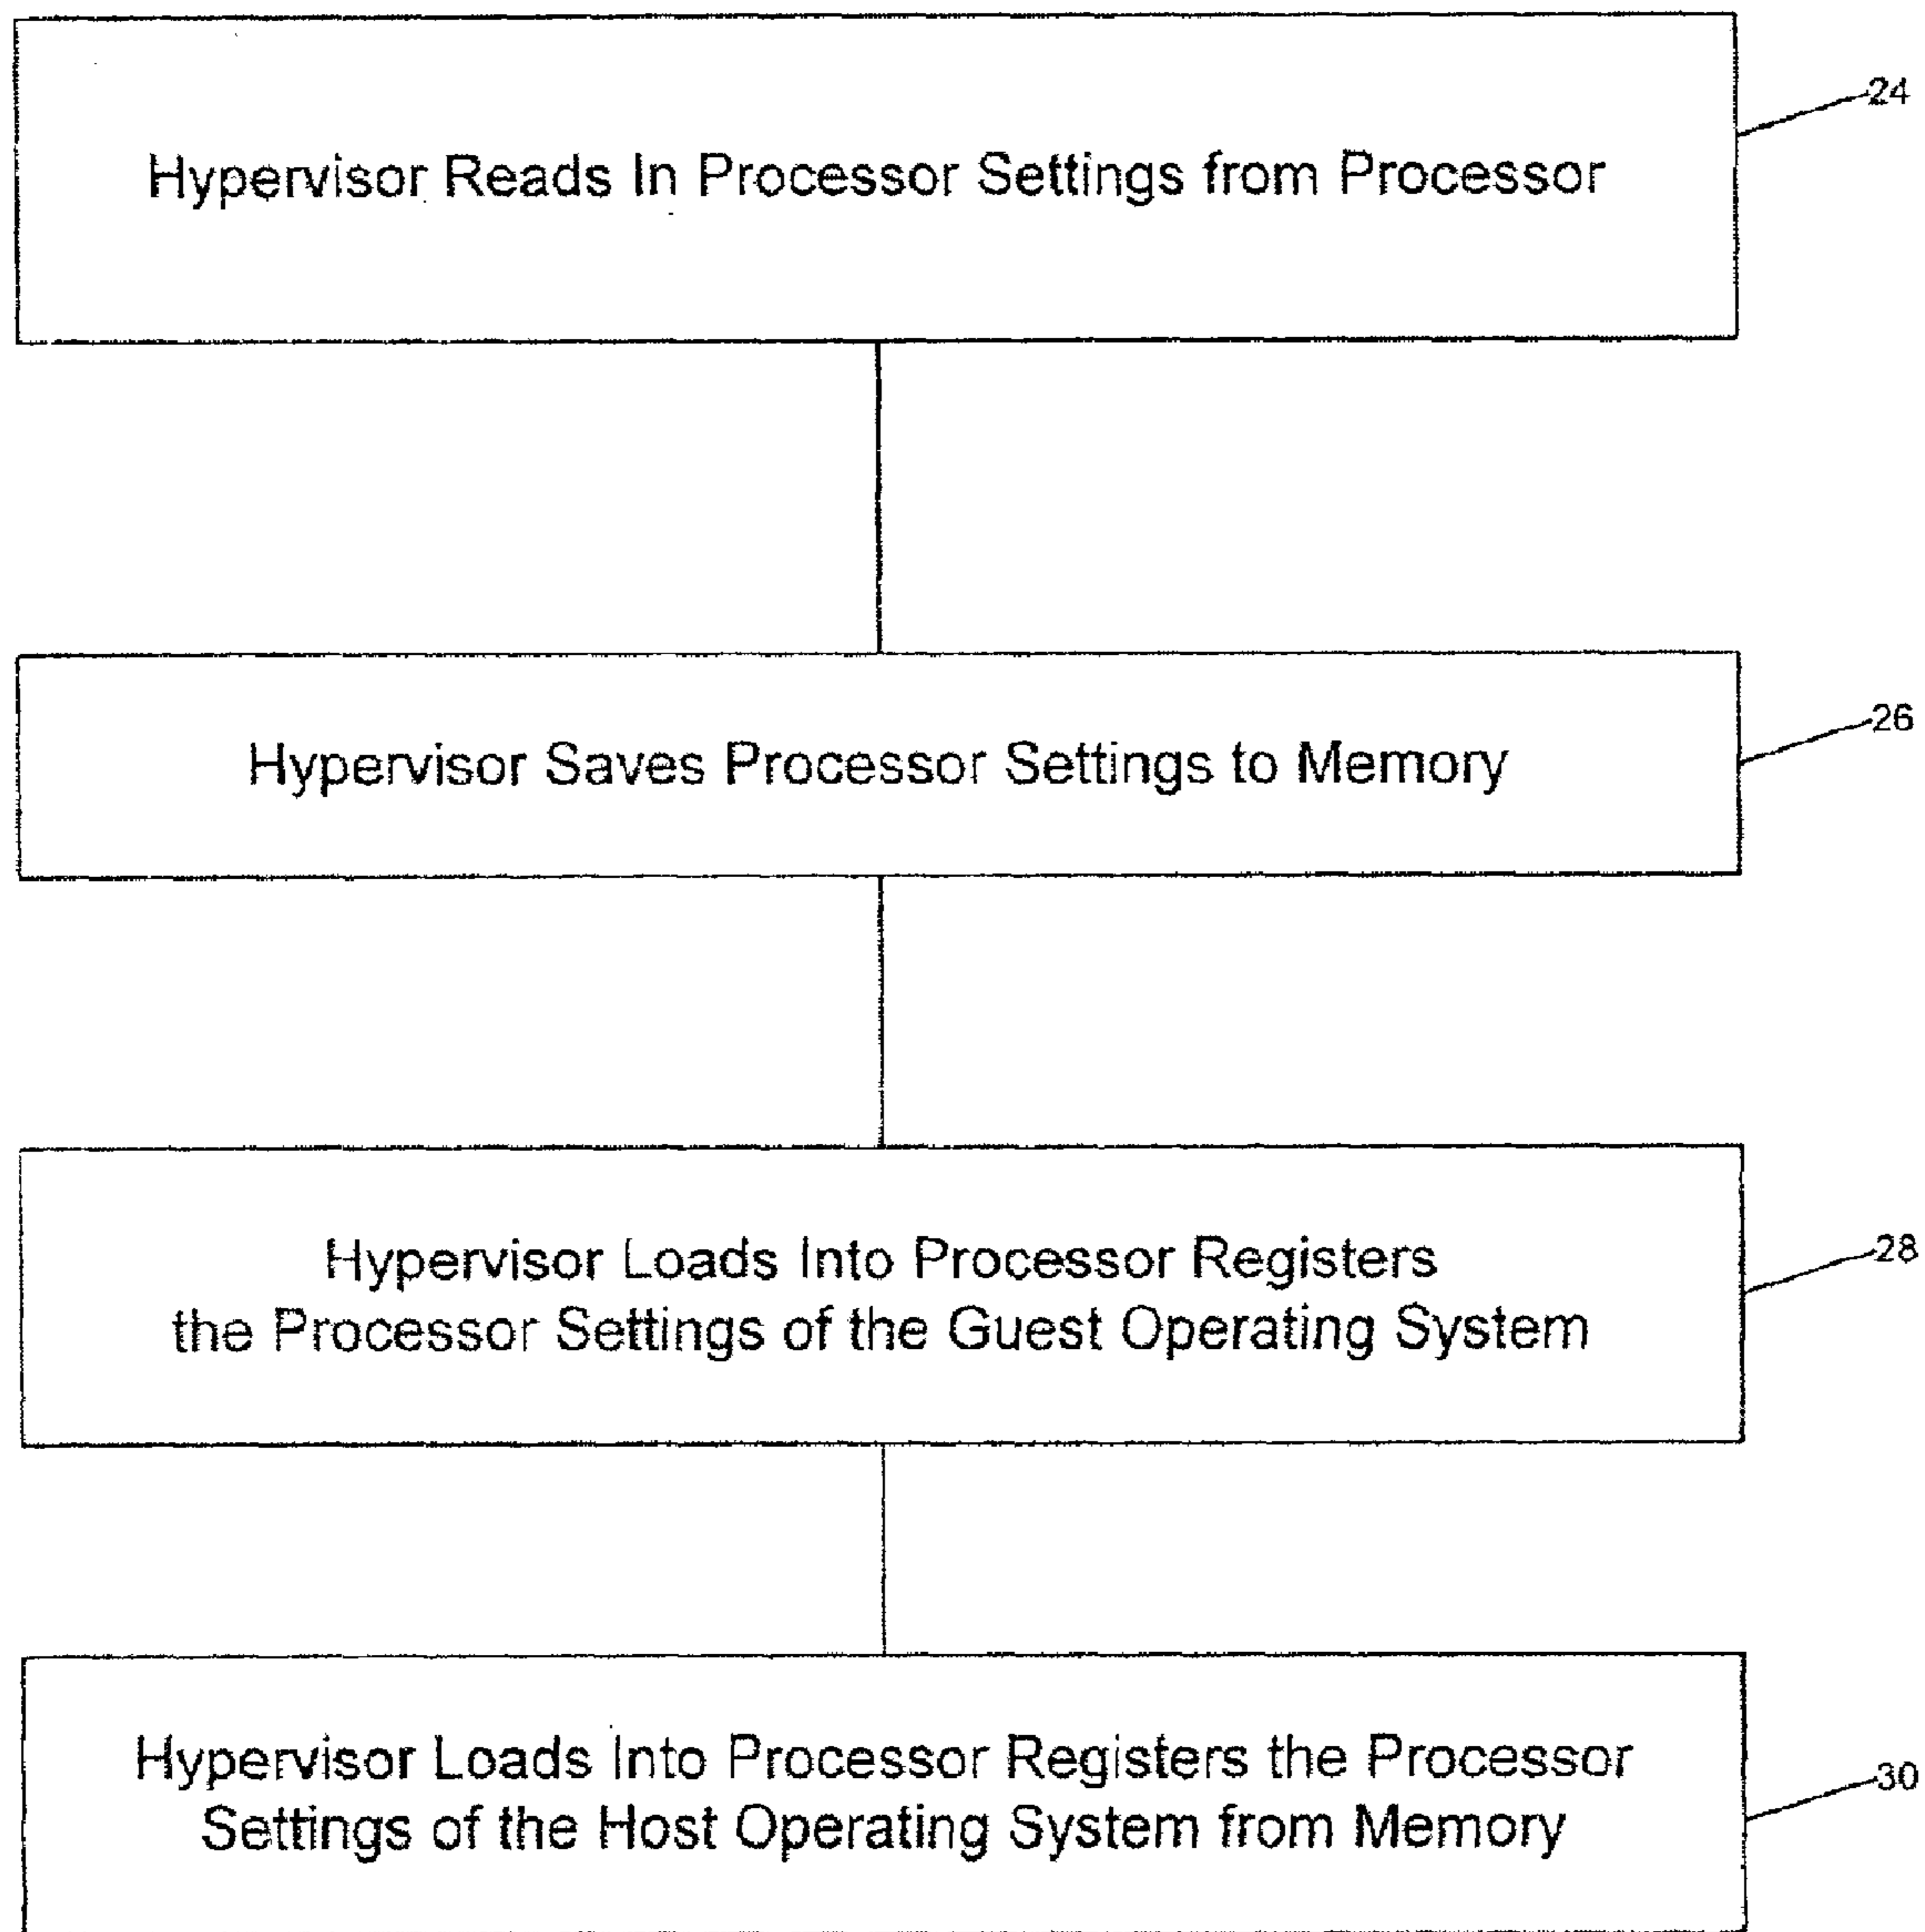 24
Hypervisor Reads In Processor Settings from Processor
26
Hypervisor Saves Processor Settings to Memory
28
Hypervisor Loads Into Processor Registers
the Processor Settings of the Guest Operating System
30
Hypervisor Loads Into Processor Registers the Processor
Settings of the Host Operating System from Memory